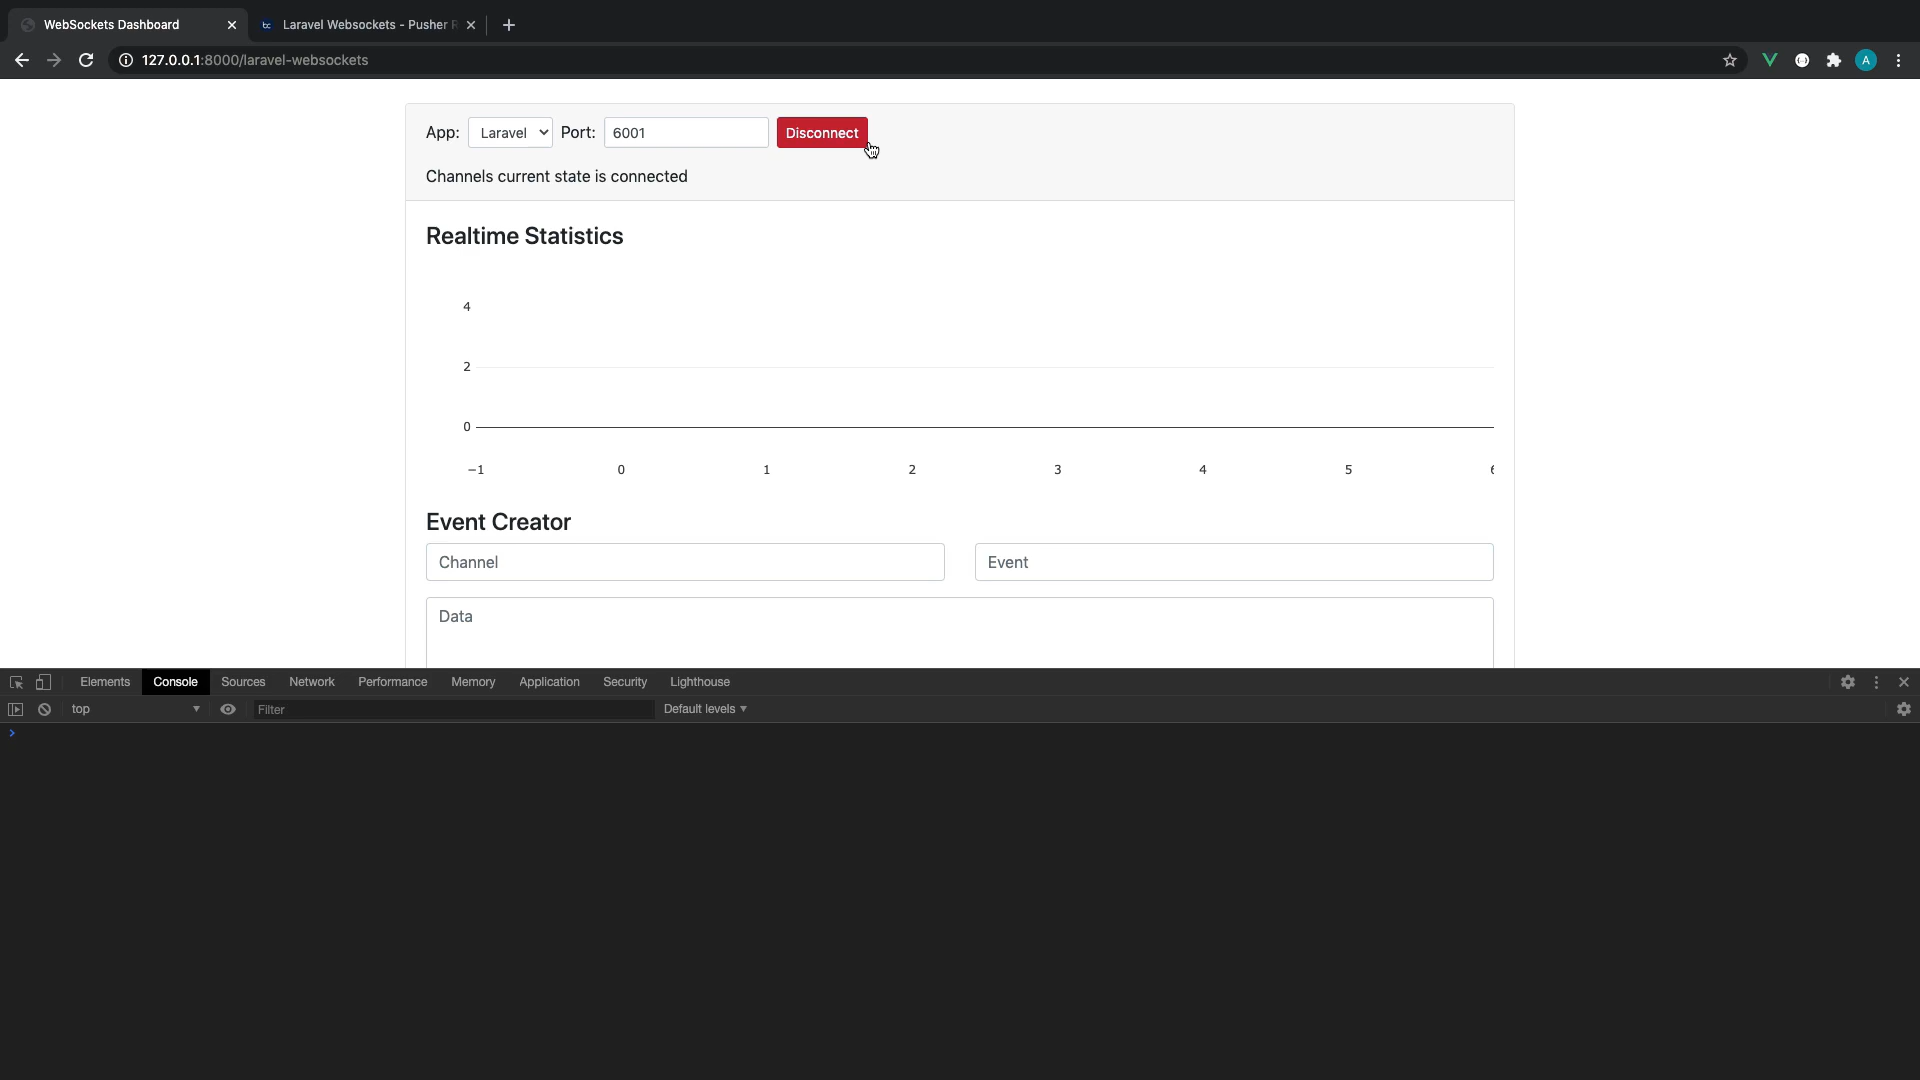 WebSockets Dashboard
Laravel Websockets - Pusher
127.0.0.1:8000/laravel-websockets
A
App: Laravel Port: 6001 Disconnect
Channels current state is connected
Realtime Statistics
4
2
0
−1 0 1 2 3 4 5
Event Creator
Channel Event
Data
Elements Console Sources Network Performance Memory Application Security Lighthouse
top Filter Default levels